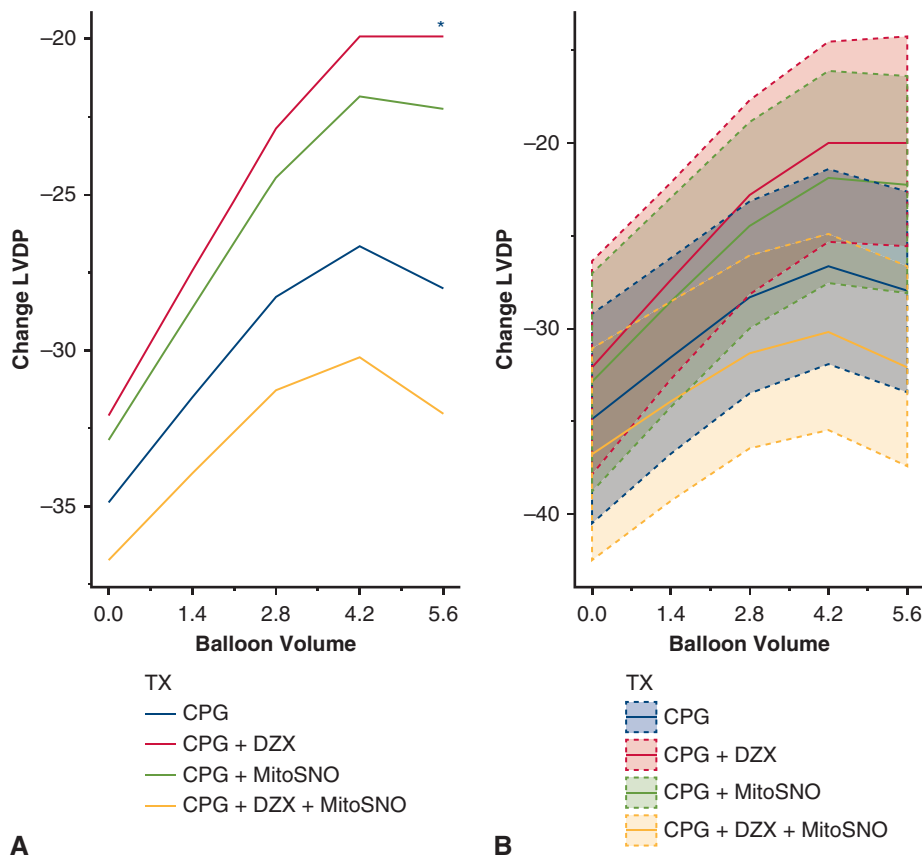 *
−20
−25
−30
−35
Change LVDP
0.0 1.4 2.8 4.2 5.6
Balloon Volume
TX
CPG
CPG + DZX
CPG + MitoSNO
CPG + DZX + MitoSNO
A
−20
−30
−40
Change LVDP
0.0 1.4 2.8 4.2 5.6
Balloon Volume
TX
CPG
CPG + DZX
CPG + MitoSNO
CPG + DZX + MitoSNO
B